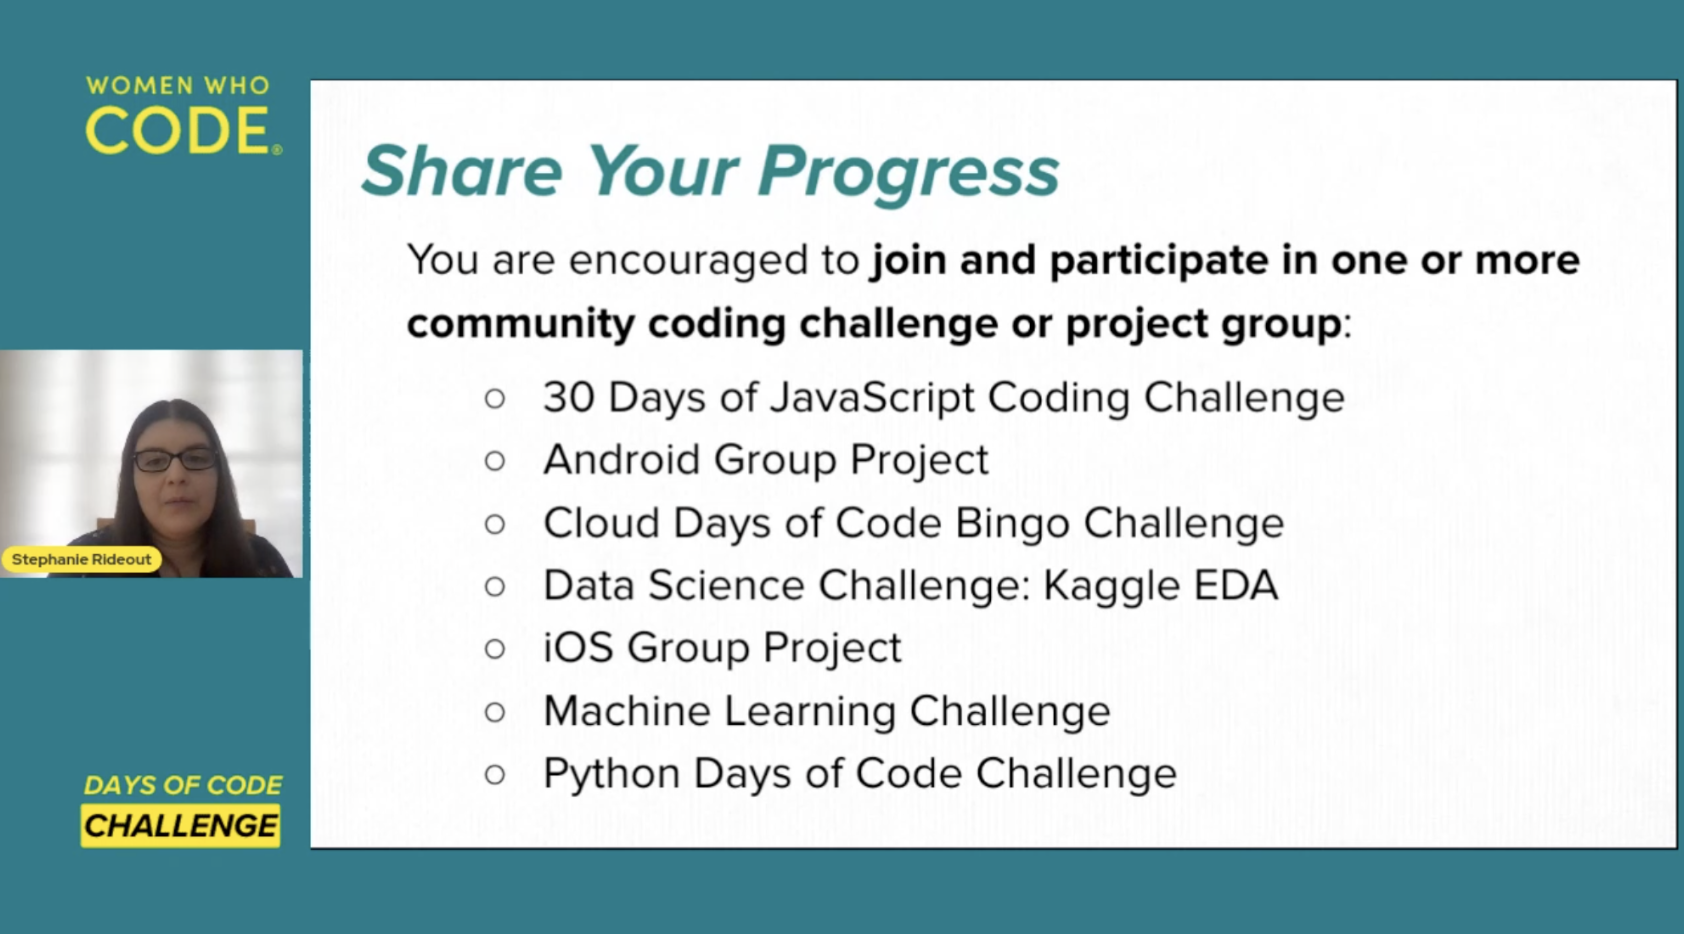 WOMEN WHO
CODE®
Share Your Progress
You are encouraged to join and participate in one or more
community coding challenge or project group:
○ 30 Days of JavaScript Coding Challenge
○ Android Group Project
○ Cloud Days of Code Bingo Challenge
○ Data Science Challenge: Kaggle EDA
○ iOS Group Project
○ Machine Learning Challenge
○ Python Days of Code Challenge
Stephanie Rideout
DAYS OF CODE
CHALLENGE